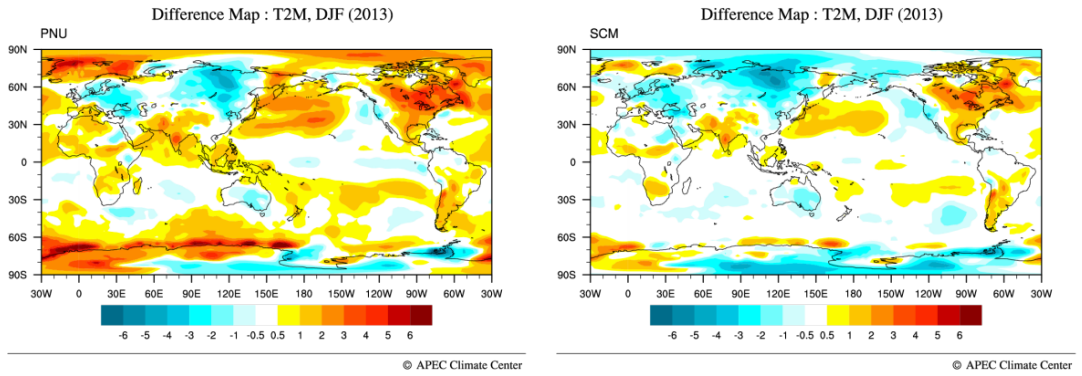 Difference Map : T2M, DJF (2013)
PNU
90N
60N
30N
0
30S
60S
90S
30W 0 30E 60E 90E 120E 150E 180 150W 120W 90W 60W 30W
-6 -5 -4 -3 -2 -1 -0.5 0.5 1 2 3 4 5 6
© APEC Climate Center
Difference Map : T2M, DJF (2013)
SCM
90N
60N
30N
0
30S
60S
90S
30W 0 30E 60E 90E 120E 150E 180 150W 120W 90W 60W 30W
-6 -5 -4 -3 -2 -1 -0.5 0.5 1 2 3 4 5 6
© APEC Climate Center